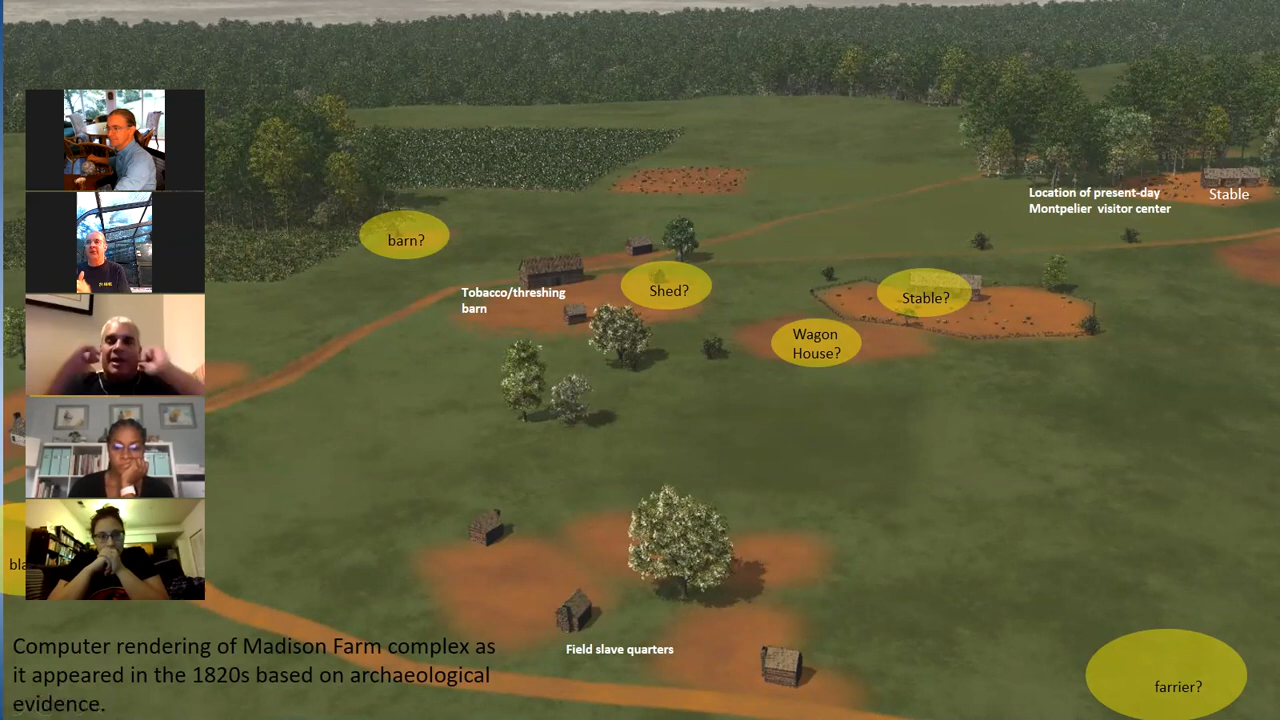 Location of present-day
Montpelier visitor center
Stable
barn?
Tobacco/threshing
barn
Shed?
Stable?
Wagon
House?
bla
Field slave quarters
farrier?
Computer rendering of Madison Farm complex as
it appeared in the 1820s based on archaeological
evidence.